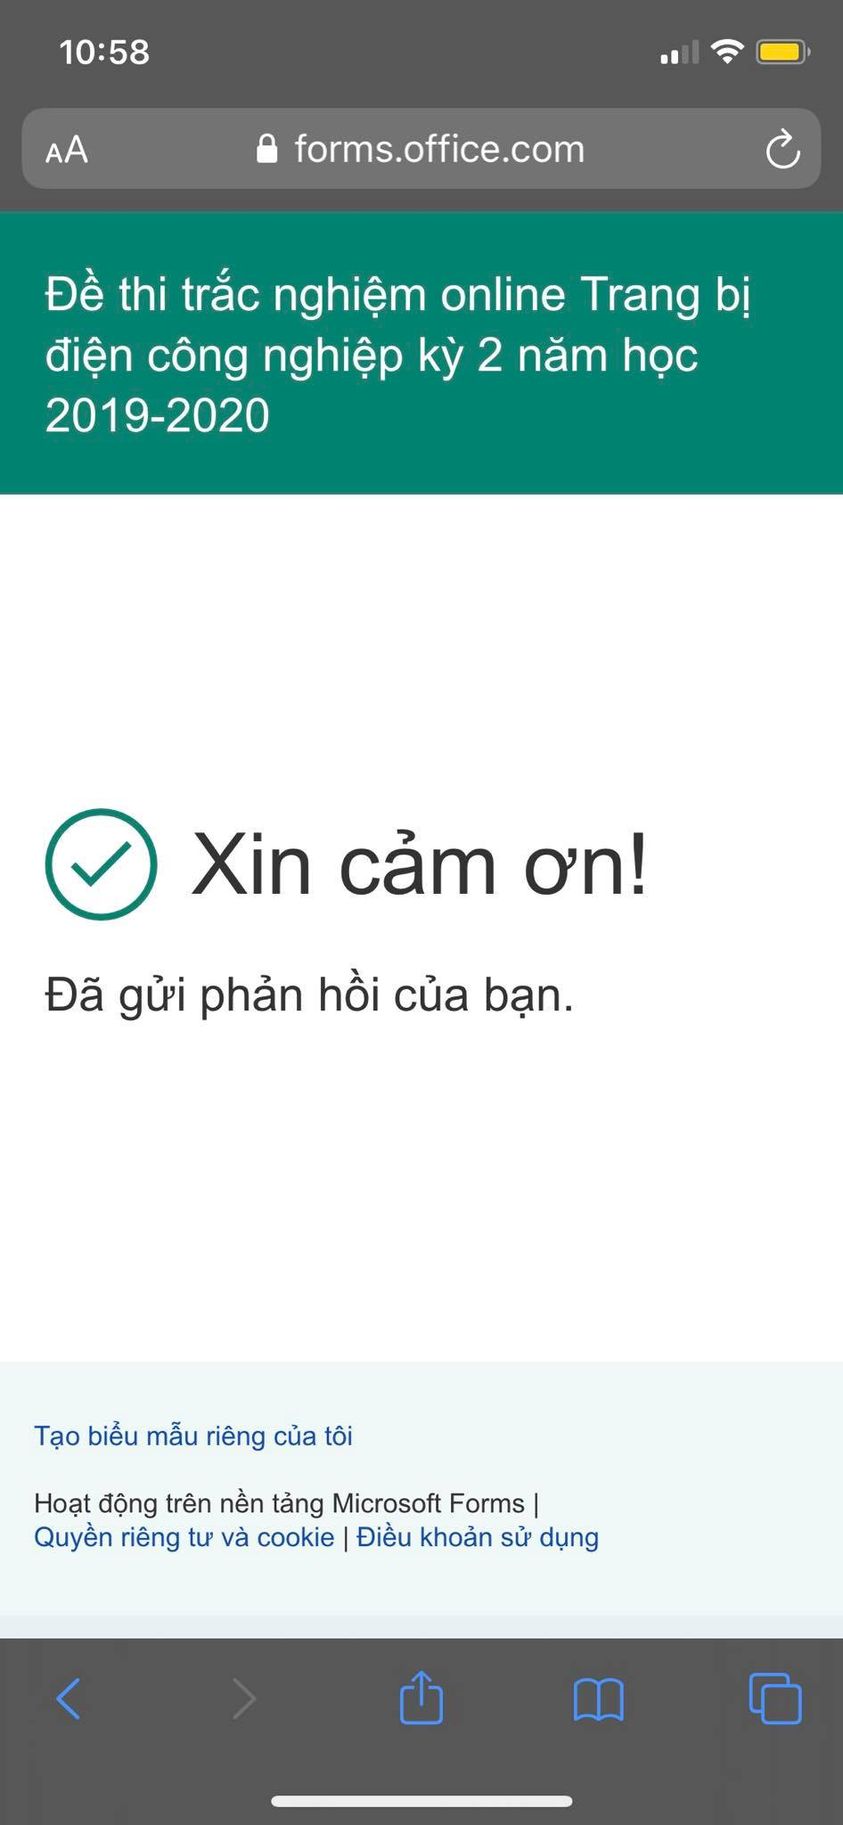 10:58
AA forms.office.com
Đề thi trắc nghiệm online Trang bị
điện công nghiệp kỳ 2 năm học
2019-2020
Xin cảm ơn!
Đã gửi phản hồi của bạn.
Tạo biểu mẫu riêng của tôi
Hoạt động trên nền tảng Microsoft Forms |
Quyền riêng tư và cookie | Điều khoản sử dụng